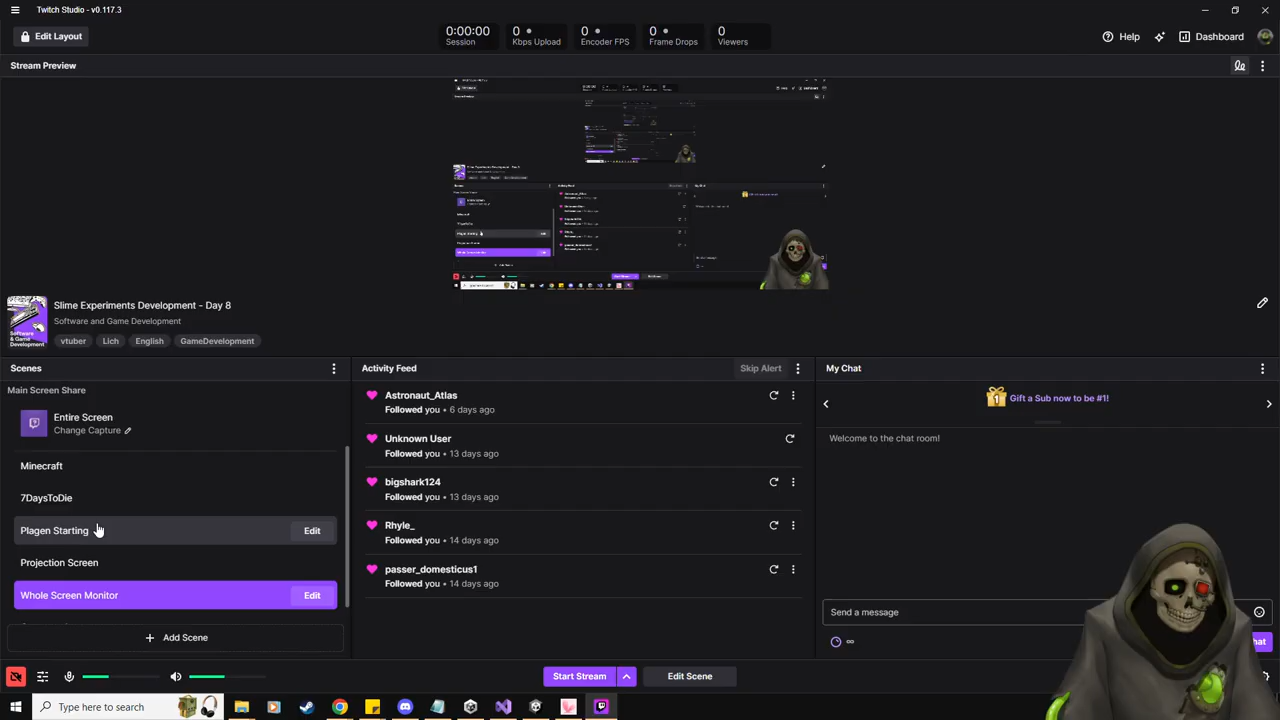 Twitch Studio - v0.117.3
Edit Layout
0:00:00
Session
0
Kbps Upload
0
Encoder FPS
0
Frame Drops
0
Viewers
Help
Dashboard
Stream Preview
Slime Experiments Development - Day 8
Software and Game Development
vtuber
Lich
English
GameDevelopment
Software
& Game
Development
Scenes
Main Screen Share
Entire Screen
Change Capture
Minecraft
7DaysToDie
Plagen Starting
Edit
Projection Screen
Whole Screen Monitor
Edit
Add Scene
Activity Feed
Skip Alert
Astronaut_Atlas
Followed you • 6 days ago
Unknown User
Followed you • 13 days ago
bigshark124
Followed you • 13 days ago
Rhyle_
Followed you • 14 days ago
passer_domesticus1
Followed you • 14 days ago
My Chat
1
Gift a Sub now to be #1!
Welcome to the chat room!
Send a message
Start Stream
Edit Scene
Type here to search